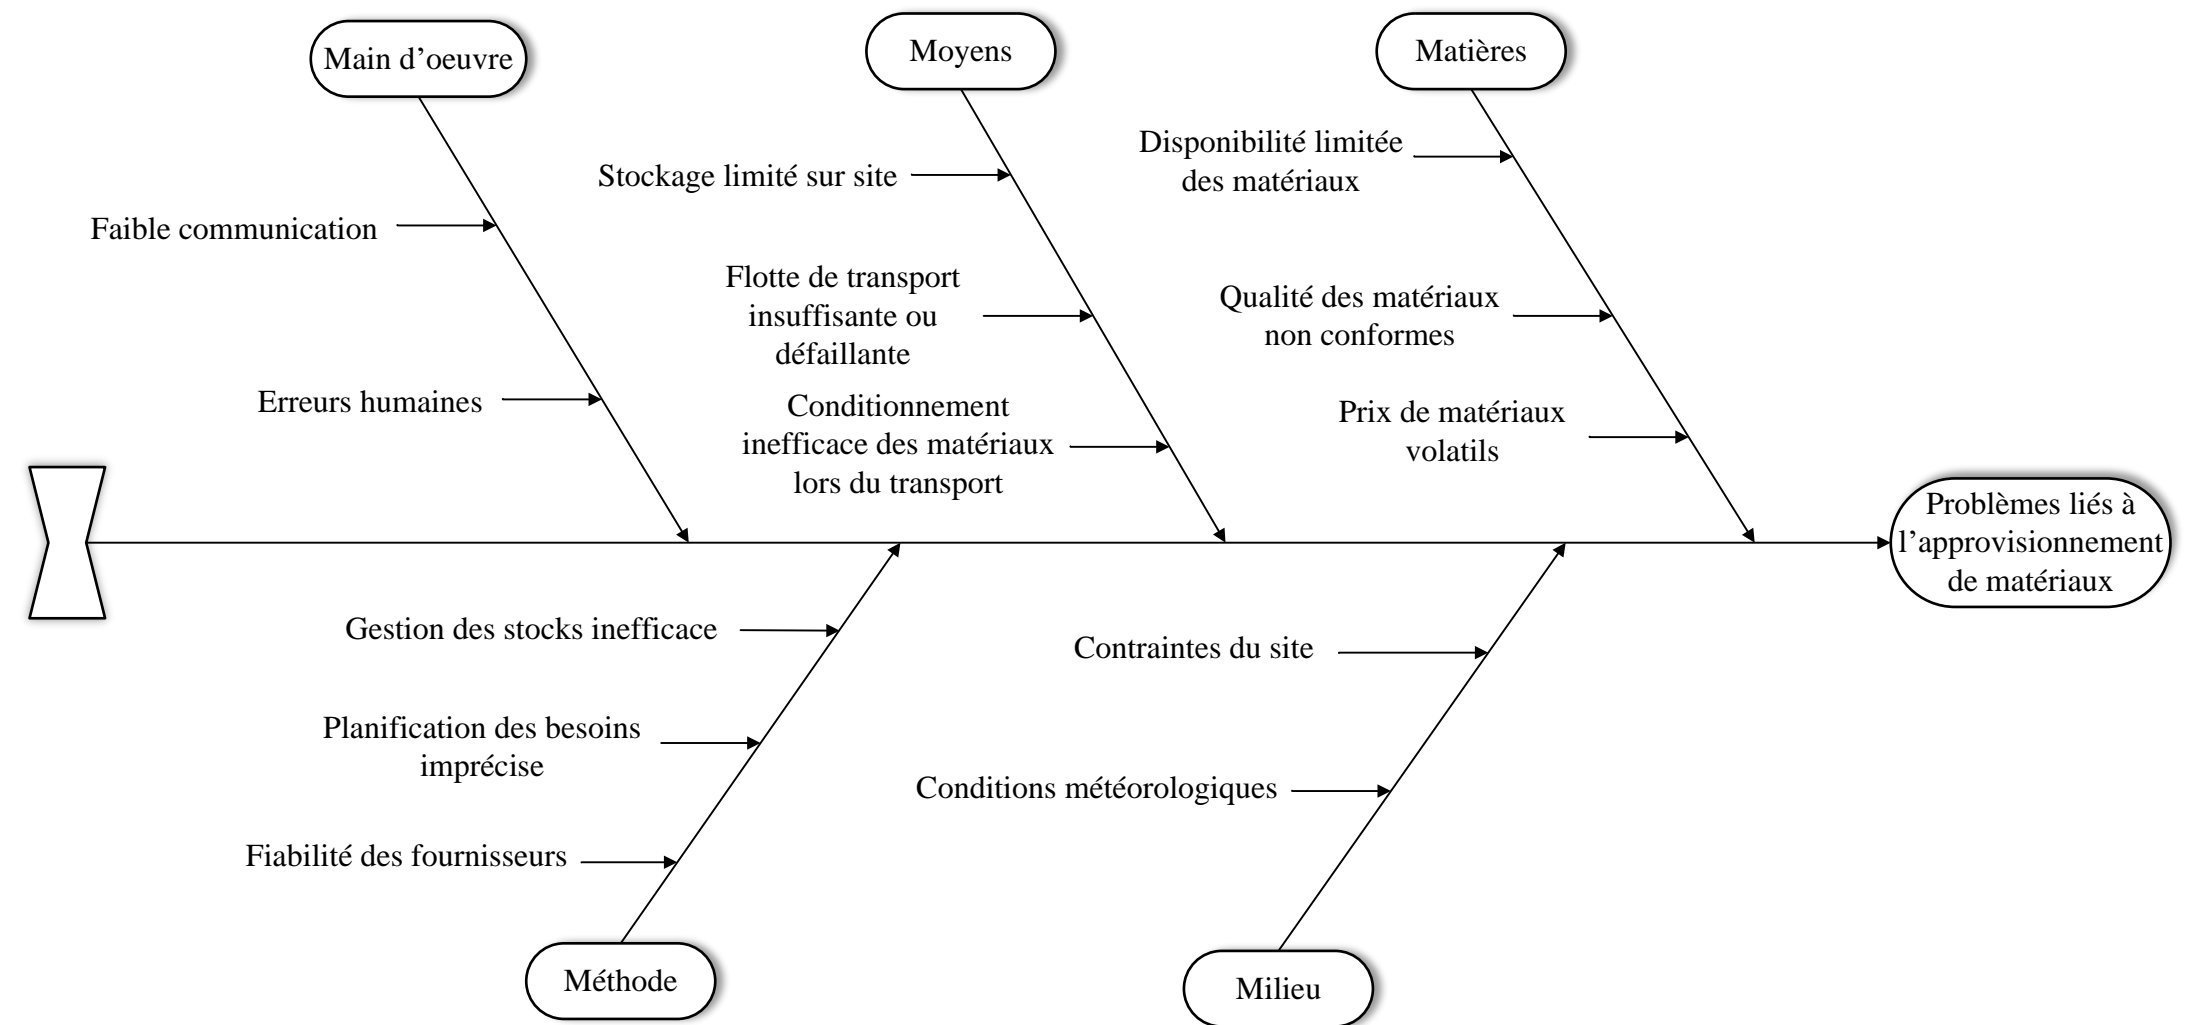 Main d’oeuvre
Moyens
Matières
Disponibilité limitée
des matériaux
Stockage limité sur site
Faible communication
Flotte de transport
insuffisante ou
défaillante
Qualité des matériaux
non conformes
Erreurs humaines
Conditionnement
inefficace des matériaux
lors du transport
Prix de matériaux
volatils
Problèmes liés à
l’approvisionnement
de matériaux
Gestion des stocks inefficace
Contraintes du site
Planification des besoins
imprécise
Conditions météorologiques
Fiabilité des fournisseurs
Méthode
Milieu